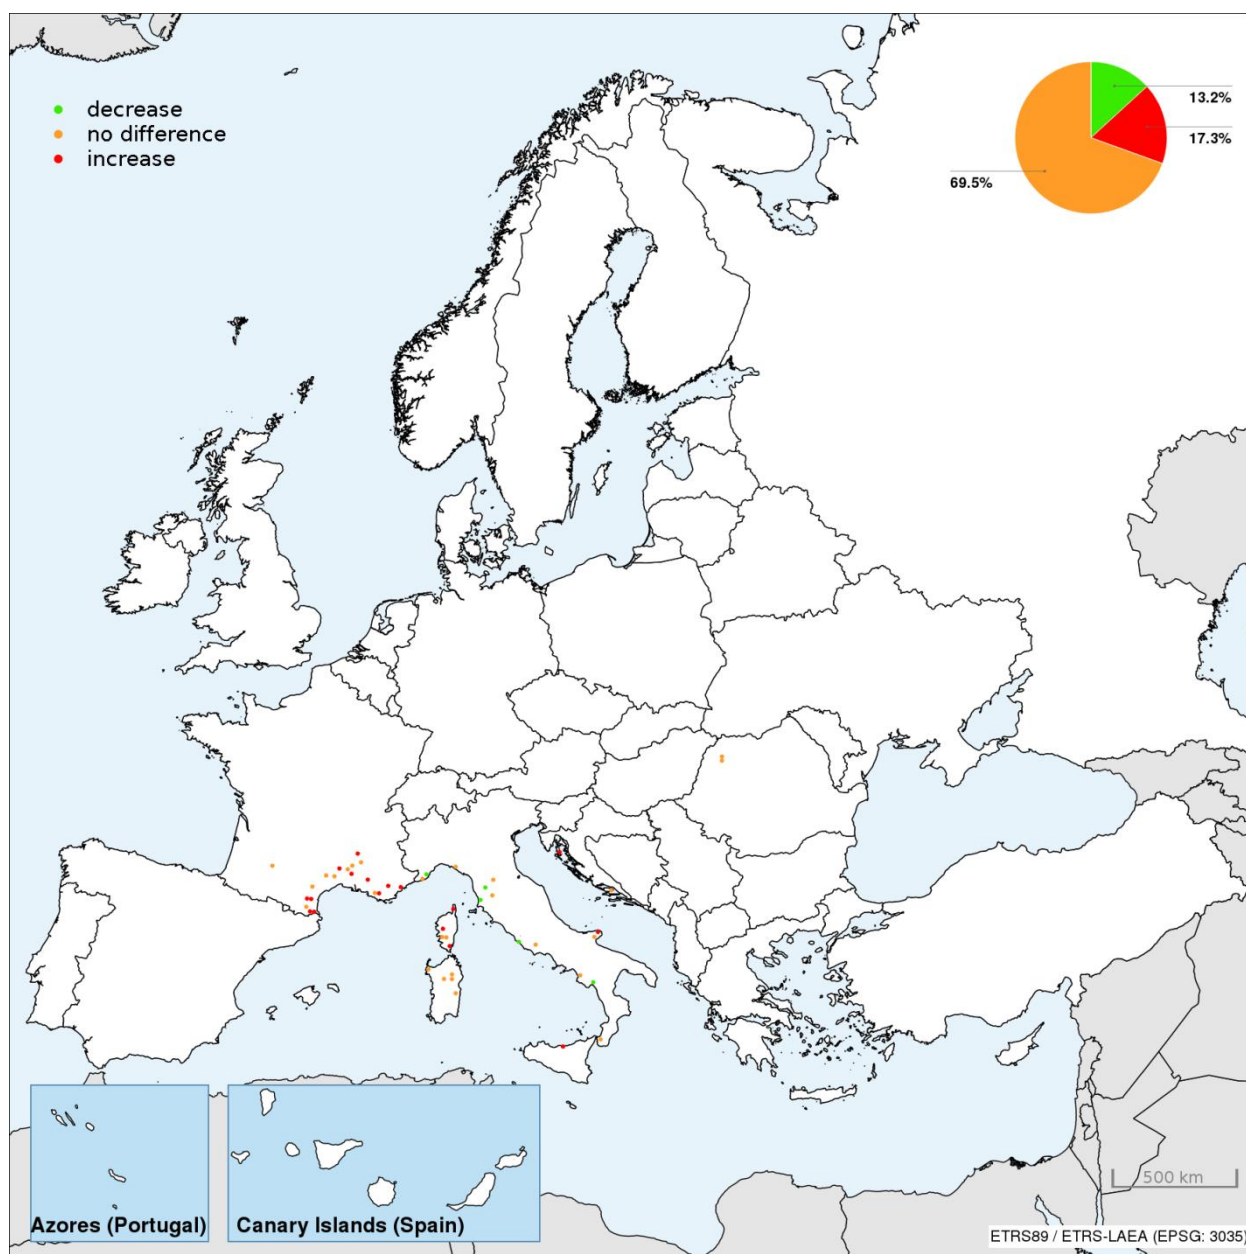 decrease
no difference
increase
13.2%
17.3%
69.5%
Azores (Portugal)
Canary Islands (Spain)
500 km
ETRS89 / ETRS-LAEA (EPSG: 3035)